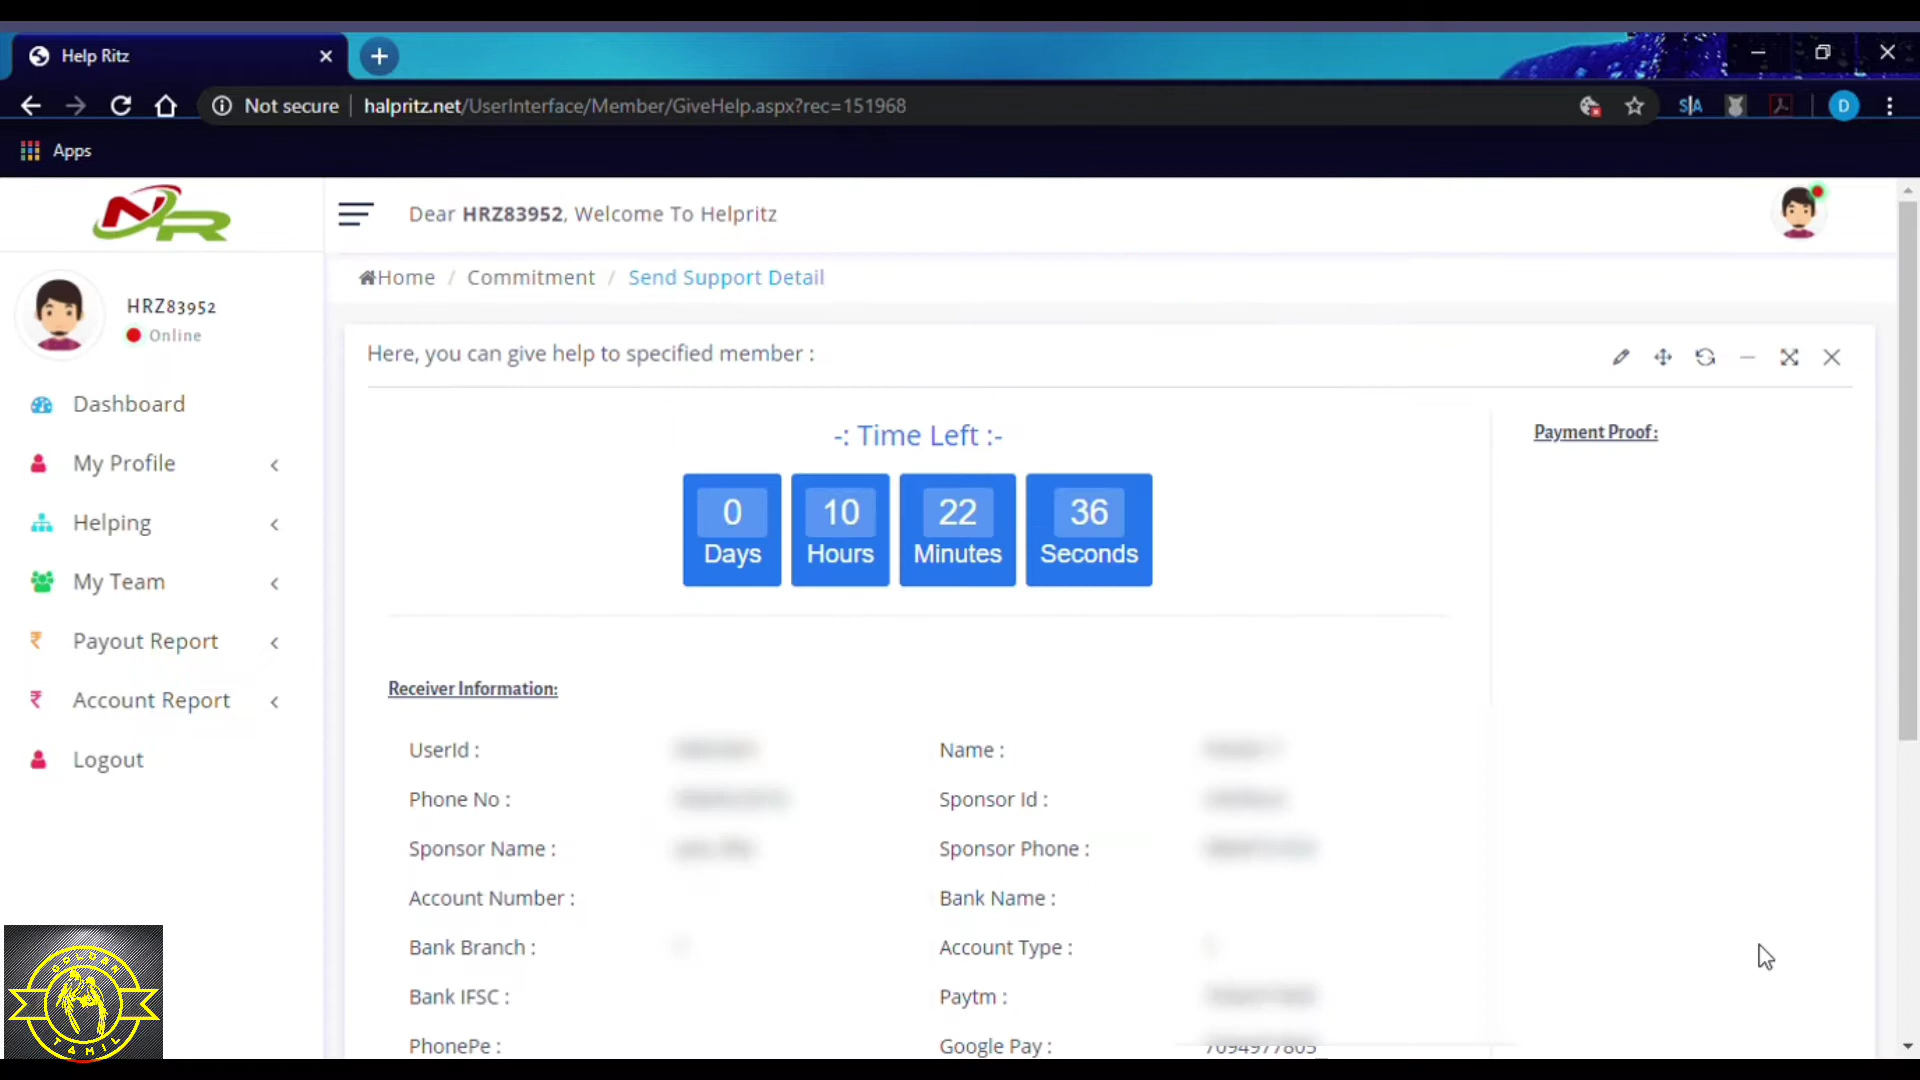 Help Ritz
Not secure
halpritz.net/UserInterface/Member/GiveHelp.aspx?rec=151968
S|A
D
Apps
NR
Dear HRZ83952, Welcome To Helpritz
HRZ83952
Online
Home / Commitment / Send Support Detail
Dashboard
My Profile
Helping
My Team
Payout Report
Account Report
Logout
Here, you can give help to specified member :
-: Time Left :-
0 10 22 36
Days Hours Minutes Seconds
Payment Proof:
Receiver Information:
UserId : Name :
Phone No : Sponsor Id :
Sponsor Name : Sponsor Phone :
Account Number : Bank Name :
Bank Branch : Account Type :
Bank IFSC : Paytm :
PhonePe : Google Pay :
GOLDAN
TAMIL